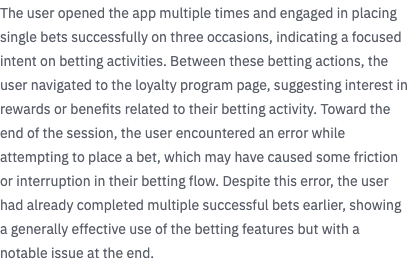 The user opened the app multiple times and engaged in placing
single bets successfully on three occasions, indicating a focused
intent on betting activities. Between these betting actions, the
user navigated to the loyalty program page, suggesting interest in
rewards or benefits related to their betting activity. Toward the
end of the session, the user encountered an error while
attempting to place a bet, which may have caused some friction
or interruption in their betting flow. Despite this error, the user
had already completed multiple successful bets earlier, showing
a generally effective use of the betting features but with a
notable issue at the end.